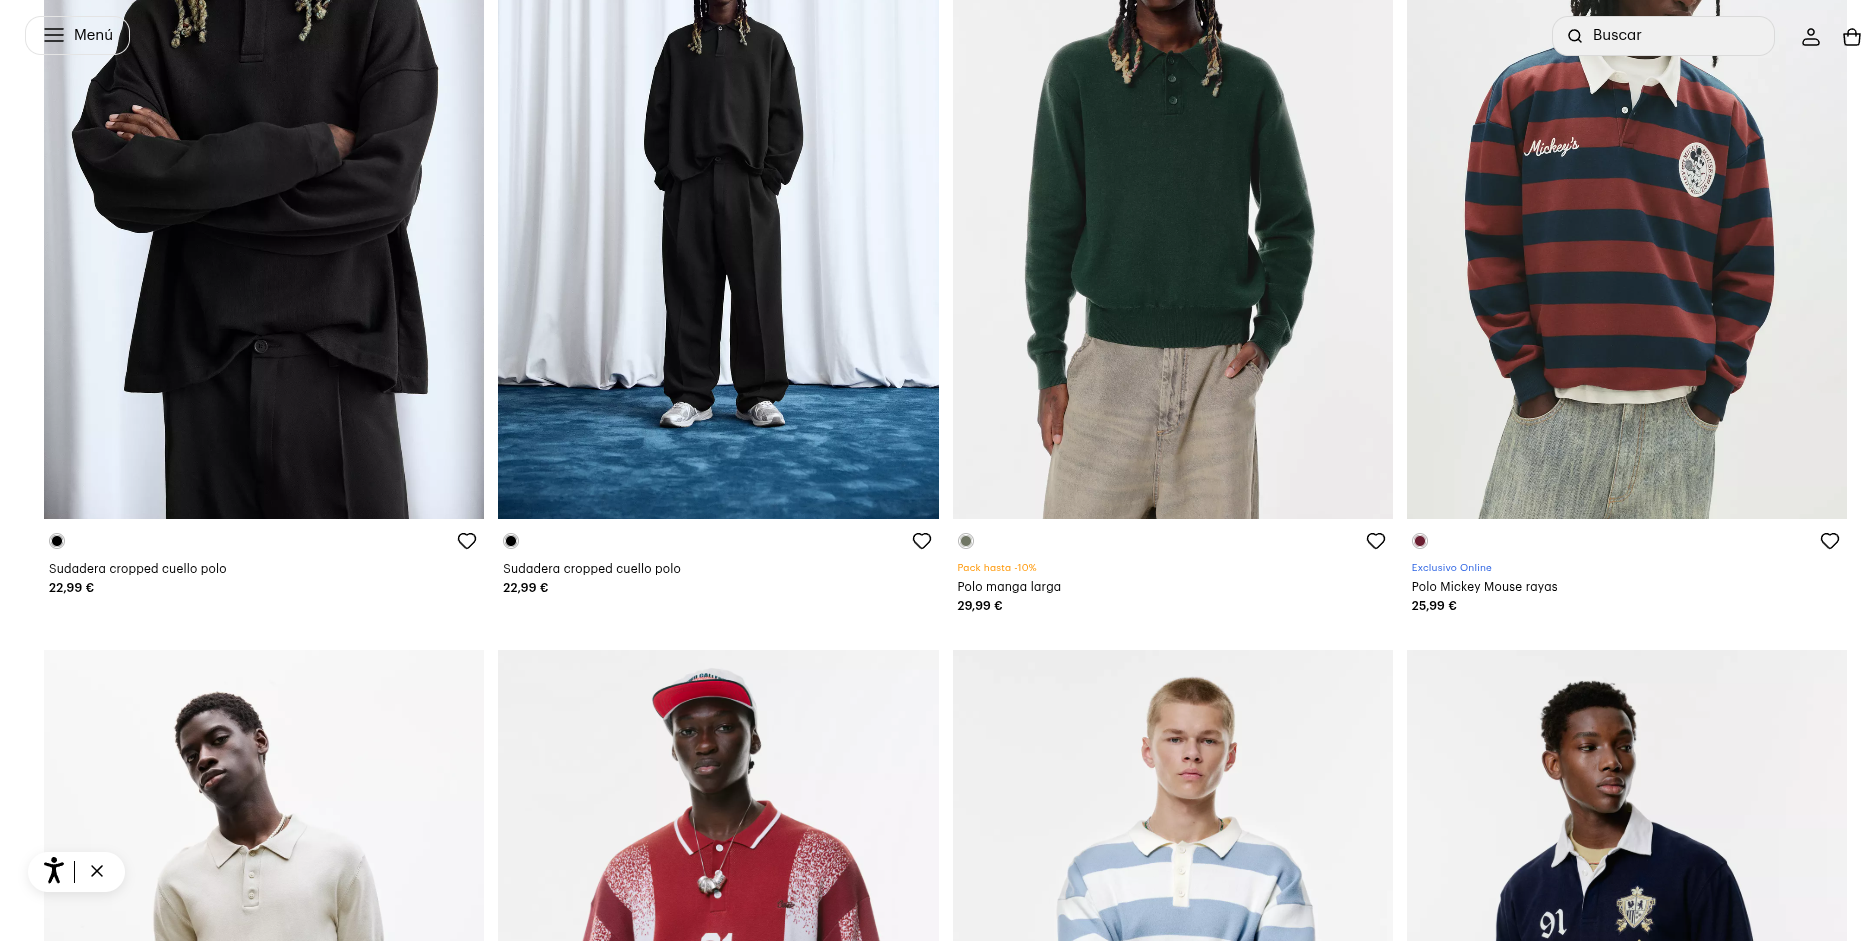 Menú
Buscar
Mickey's
Sudadera cropped cuello polo
22,99 €
Sudadera cropped cuello polo
22,99 €
Pack hasta -10%
Polo manga larga
29,99 €
Exclusivo Online
Polo Mickey Mouse rayas
25,99 €
91